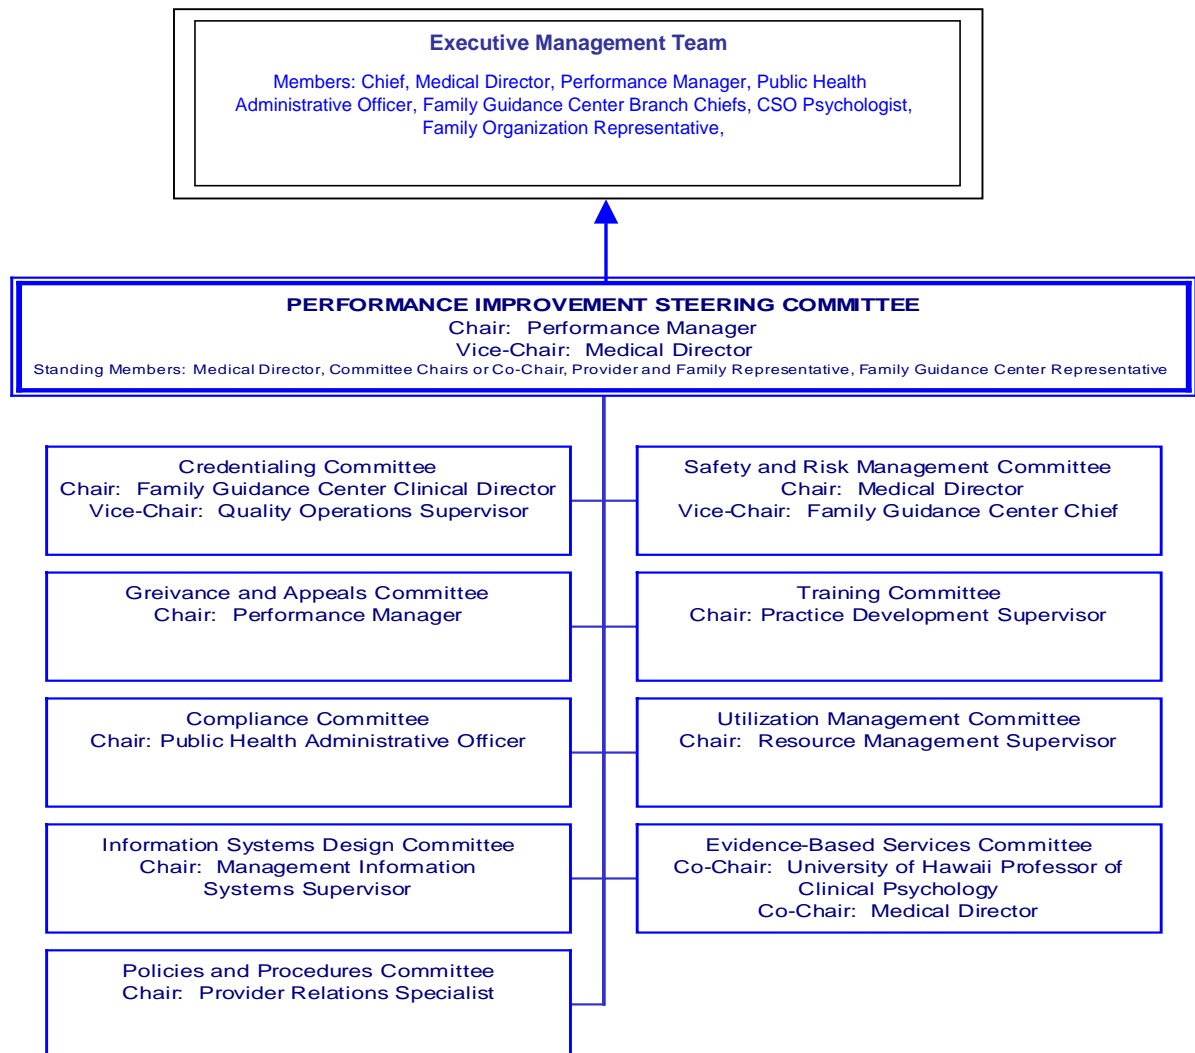 Executive Management Team
Members: Chief, Medical Director, Performance Manager, Public Health
Administrative Officer, Family Guidance Center Branch Chiefs, CSO Psychologist,
Family Organization Representative,
PERFORMANCE IMPROVEMENT STEERING COMMITTEE
Chair: Performance Manager
Vice-Chair: Medical Director
Standing Members: Medical Director, Committee Chairs or Co-Chair, Provider and Family Representative, Family Guidance Center Representative
Credentialing Committee
Chair: Family Guidance Center Clinical Director
Vice-Chair: Quality Operations Supervisor
Safety and Risk Management Committee
Chair: Medical Director
Vice-Chair: Family Guidance Center Chief
Greivance and Appeals Committee
Chair: Performance Manager
Training Committee
Chair: Practice Development Supervisor
Compliance Committee
Chair: Public Health Administrative Officer
Utilization Management Committee
Chair: Resource Management Supervisor
Information Systems Design Committee
Chair: Management Information
Systems Supervisor
Evidence-Based Services Committee
Co-Chair: University of Hawaii Professor of
Clinical Psychology
Co-Chair: Medical Director
Policies and Procedures Committee
Chair: Provider Relations Specialist